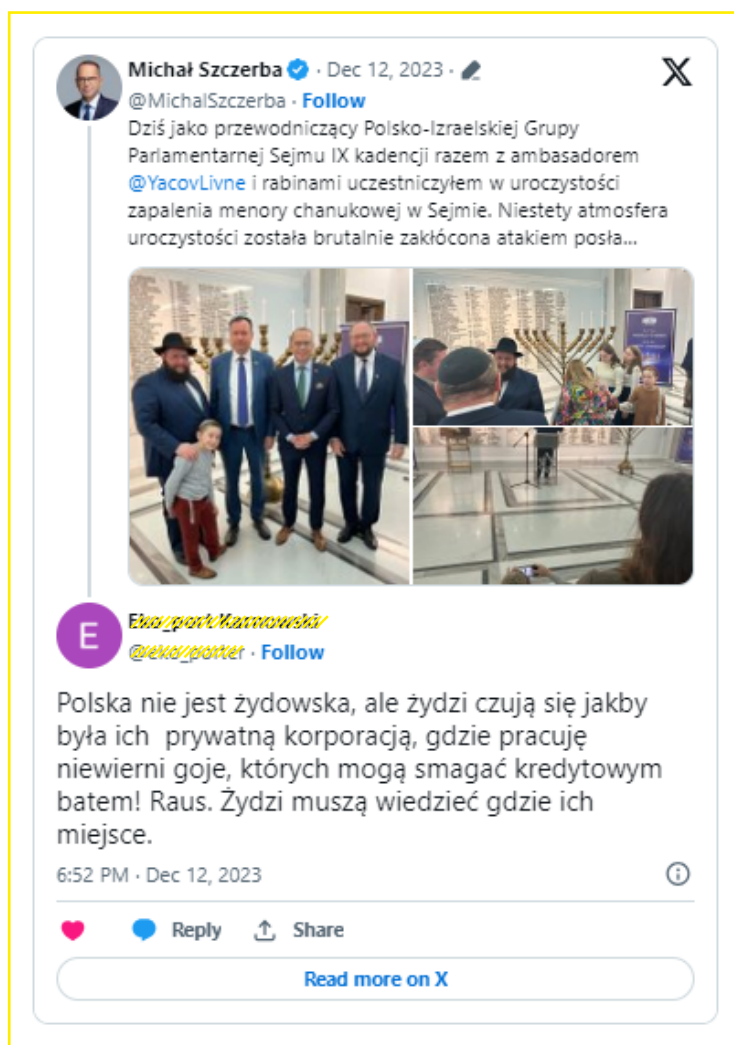 Michał Szczerba · Dec 12, 2023 ·
@MichalSzczerba · Follow
Dziś jako przewodniczący Polsko-Izraelskiej Grupy
Parlamentarnej Sejmu IX kadencji razem z ambasadorem
@YacovLivne i rabinami uczestniczyłem w uroczystości
zapalenia menory chanukowej w Sejmie. Niestety atmosfera
uroczystości została brutalnie zakłócona atakiem posła...
E
· Follow
Polska nie jest żydowska, ale żydzi czują się jakby
była ich prywatną korporacją, gdzie pracuję
niewierni goje, których mogą smagać kredytowym
batem! Raus. Żydzi muszą wiedzieć gdzie ich
miejsce.
6:52 PM · Dec 12, 2023
Reply
Share
Read more on X